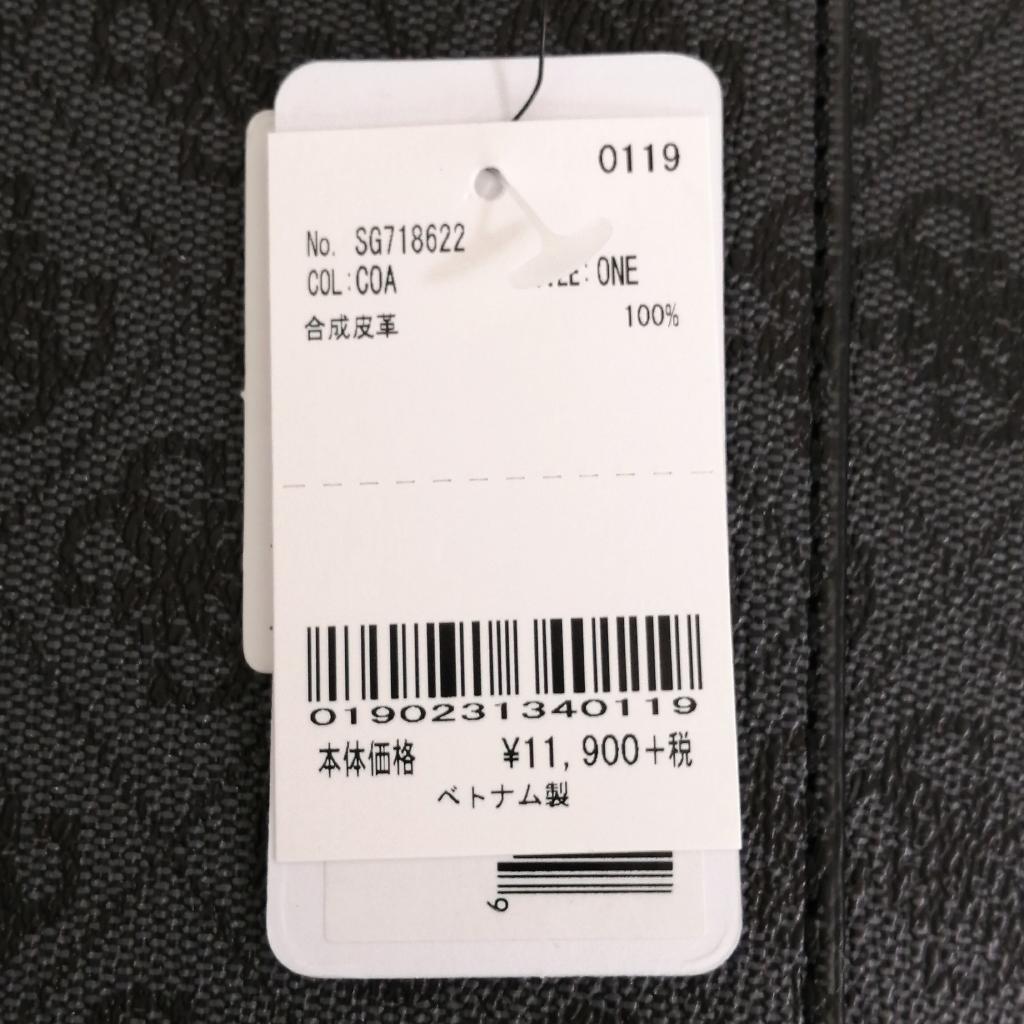 0119
No. SG718622
COL:COA :ONE
合成皮革 100%
0190231340119
本体価格 ¥11,900+税
ベトナム製
9